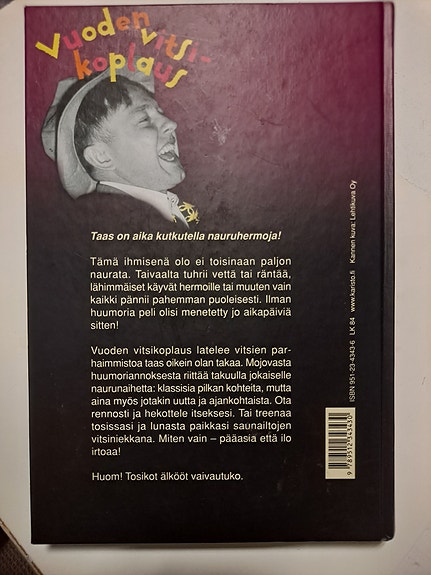 Vuoden vitsi-
koplaus
Taas on aika kutkutella nauruhermoja!
Tämä ihmisenä olo ei toisinaan paljon
naurata. Taivaalta tuhrii vettä tai räntää,
lähimmäiset käyvät hermoille tai muuten vain
kaikki pännii pahemman puoleisesti. Ilman
huumoria peli olisi menetetty jo aikapäiviä
sitten!
Vuoden vitsikoplaus latelee vitsien par-
haimmistoa taas oikein olan takaa. Mojovasta
huumoriannoksesta riittää takuulla jokaiselle
naurunaihetta: klassisia pilkan kohteita, mutta
aina myös jotakin uutta ja ajankohtaista. Ota
rennosti ja hekottele itseksesi. Tai treenaa
tosissasi ja lunasta paikkasi saunailtojen
vitsiniekkana. Miten vain – pääasia että ilo
irtoaa!
Huom! Tosikot älkööt vaivautuko.
Kannen kuva: Lehtikuva Oy
www.karisto.fi
ISBN 951-23-4343-6 LK 84
9 789512 343430